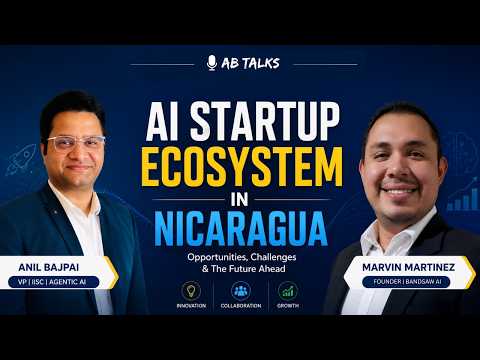 AB TALKS
AI STARTUP
ECOSYSTEM
IN
NICARAGUA
Opportunities, Challenges
& The Future Ahead
ANIL BAJPAI
VP | IISC | AGENTIC AI
MARVIN MARTINEZ
FOUNDER | BANDSAW AI
INNOVATION
COLLABORATION
GROWTH